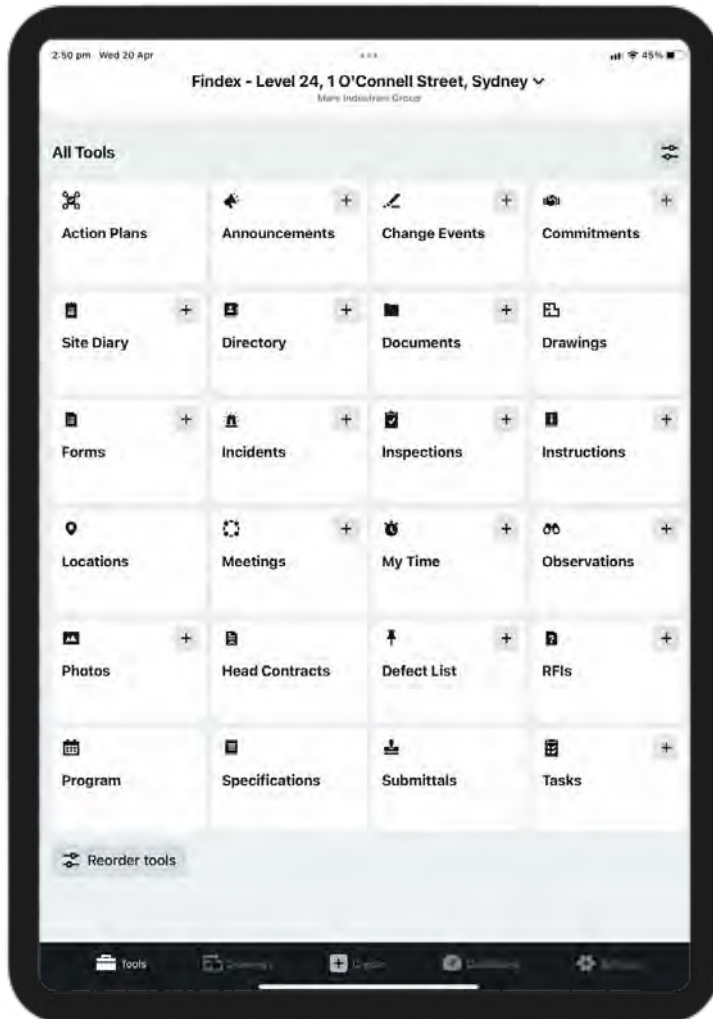 2:50 pm Wed 20 Apr
45%
Findex - Level 24, 1 O'Connell Street, Sydney
Group
All Tools
Action Plans
Announcements
Change Events
Commitments
Site Diary
Directory
Documents
Drawings
Forms
Incidents
Inspections
Instructions
Locations
Meetings
My Time
Observations
Photos
Head Contracts
Defect List
RFIs
Program
Specifications
Submittals
Tasks
Reorder tools
Tools